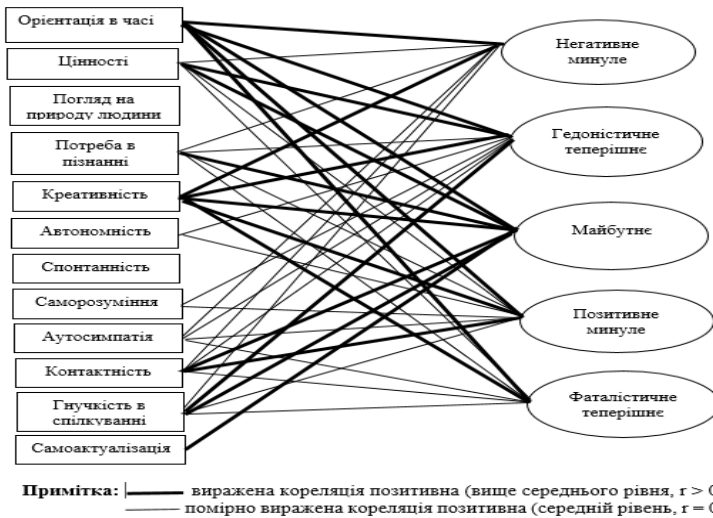 Орієнтація в часі
Цінності
Погляд на
природу людини
Потреба в
пізнанні
Креативність
Автономність
Спонтанність
Саморозуміння
Аутосимпатія
Контактність
Гнучкість в
спілкуванні
Самоактуалізація
Негативне
минуле
Гедоністичне
теперішнє
Майбутнє
Позитивне
минуле
Фаталістичне
теперішнє
Примітка: виражена кореляція позитивна (вище середнього рівня, r > 0
помірно виражена кореляція позитивна (середній рівень, r = 0